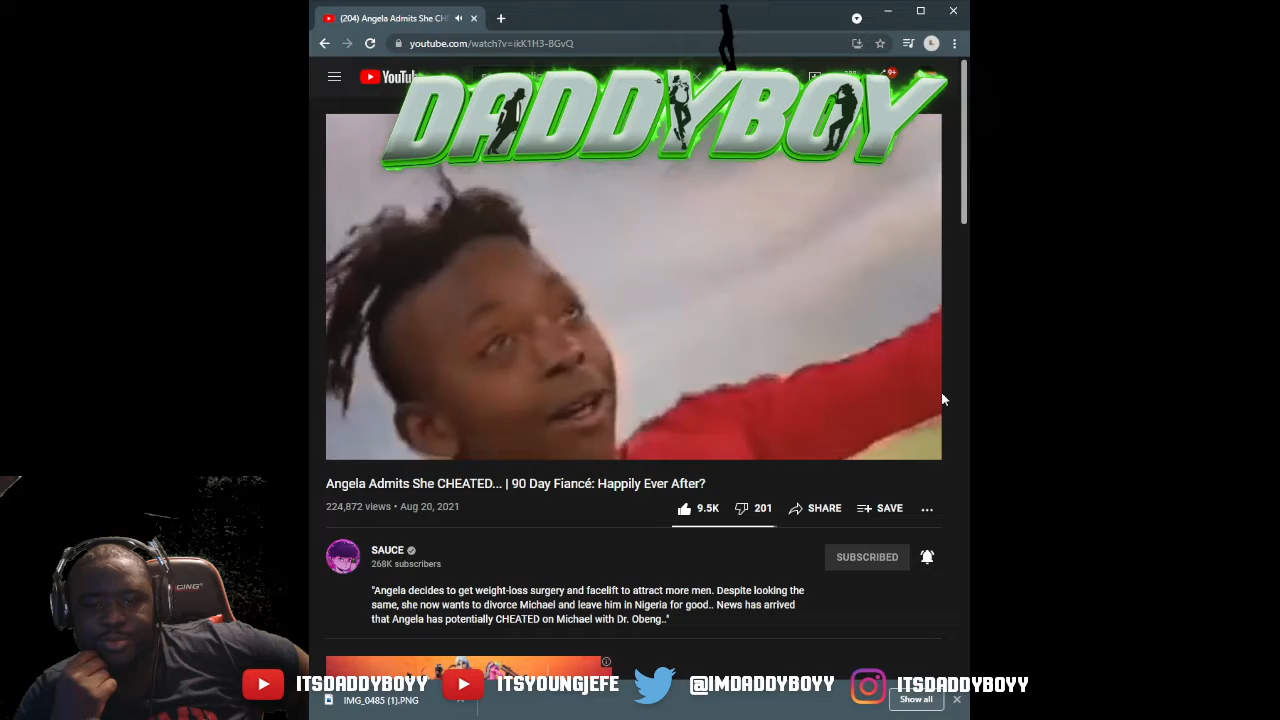 (204) Angela Admits She CH
youtube.com/watch?v=ikK1H3-BGvQ
YouTube
9+
DADDYBOY
Angela Admits She CHEATED... | 90 Day Fiancé: Happily Ever After?
224,872 views • Aug 20, 2021
9.5K
201
SHARE
SAVE
SAUCE
268K subscribers
SUBSCRIBED
"Angela decides to get weight-loss surgery and facelift to attract more men. Despite looking the
same, she now wants to divorce Michael and leave him in Nigeria for good.. News has arrived
that Angela has potentially CHEATED on Michael with Dr. Obeng.."
ITSDADDYBOYY
ITSYOUNGJEFE
@IMDADDYBOYY
ITSDADDYBOYY
IMG_0485 (1).PNG
Show all